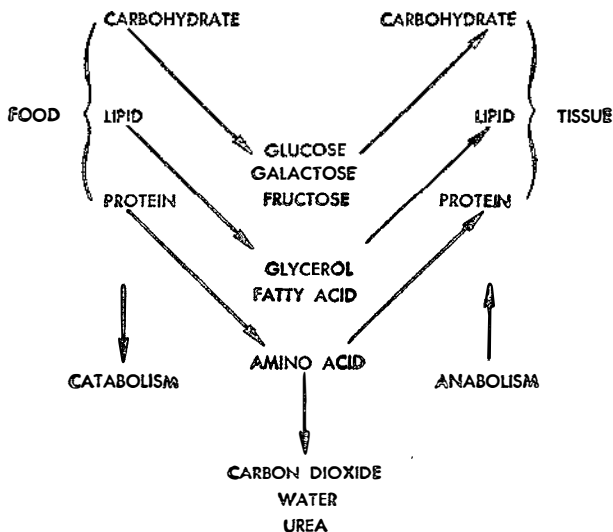 CARBOHYDRATE CARBOHYDRATE
FOOD LIPID LIPID TISSUE
GLUCOSE
GALACTOSE
PROTEIN FRUCTOSE PROTEIN
GLYCEROL
FATTY ACID
CATABOLISM AMINO ACID ANABOLISM
CARBON DIOXIDE
WATER
UREA